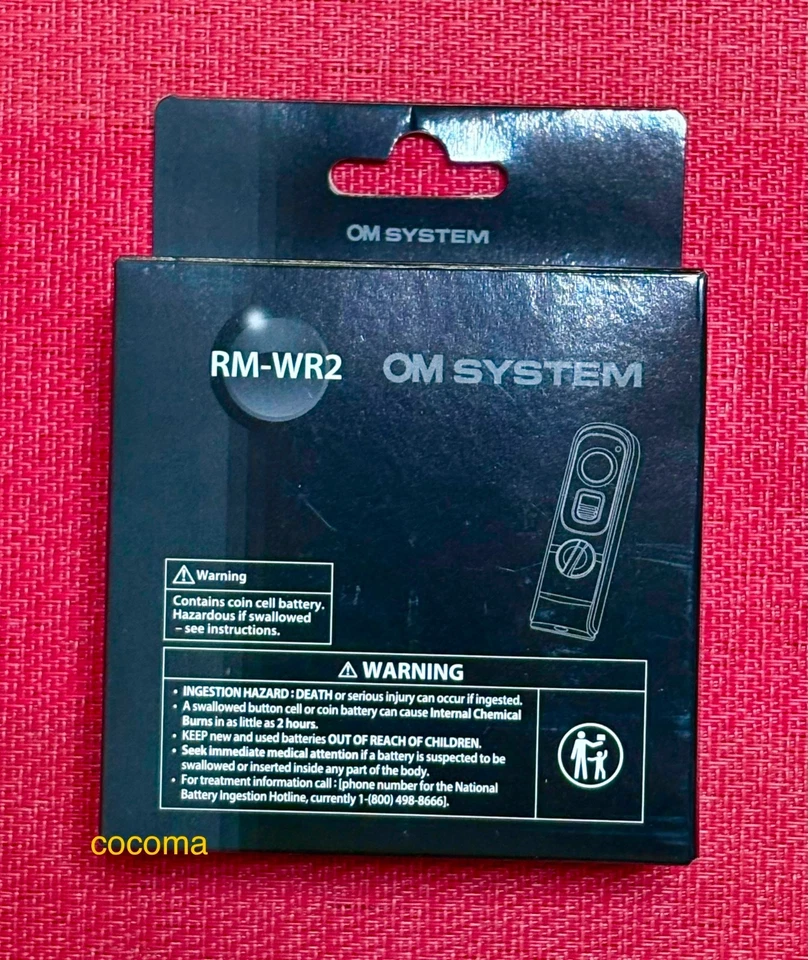 OM SYSTEM
RM-WR2 OM SYSTEM
⚠ Warning
Contains coin cell battery.
Hazardous if swallowed
– see instructions.
⚠ WARNING
• INGESTION HAZARD : DEATH or serious injury can occur if ingested.
• A swallowed button cell or coin battery can cause Internal Chemical
Burns in as little as 2 hours.
• KEEP new and used batteries OUT OF REACH OF CHILDREN.
• Seek immediate medical attention if a battery is suspected to be
swallowed or inserted inside any part of the body.
• For treatment information call : [phone number for the National
Battery Ingestion Hotline, currently 1-(800) 498-8666].
cocoma